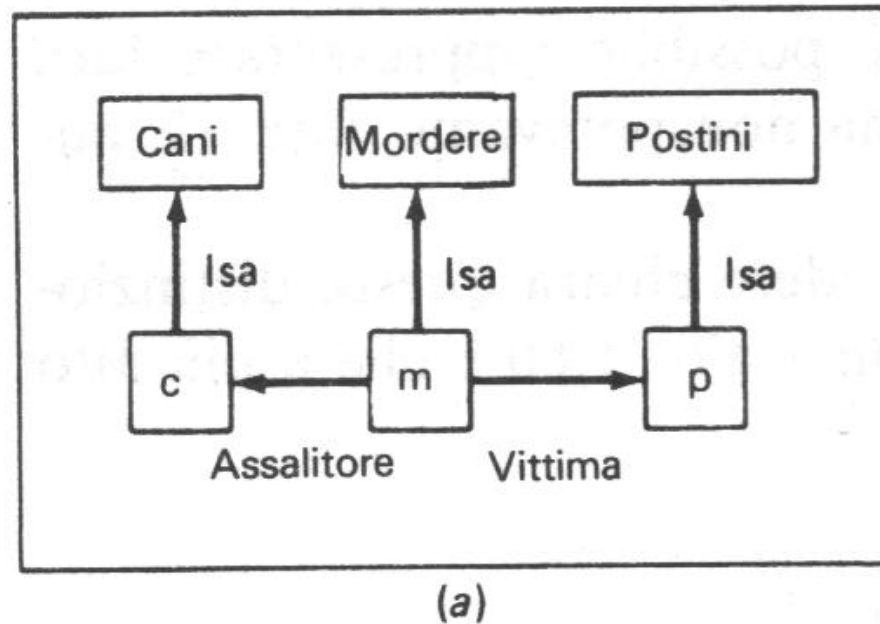 Cani Mordere Postini
Isa Isa Isa
c m p
Assalitore Vittima
(a)